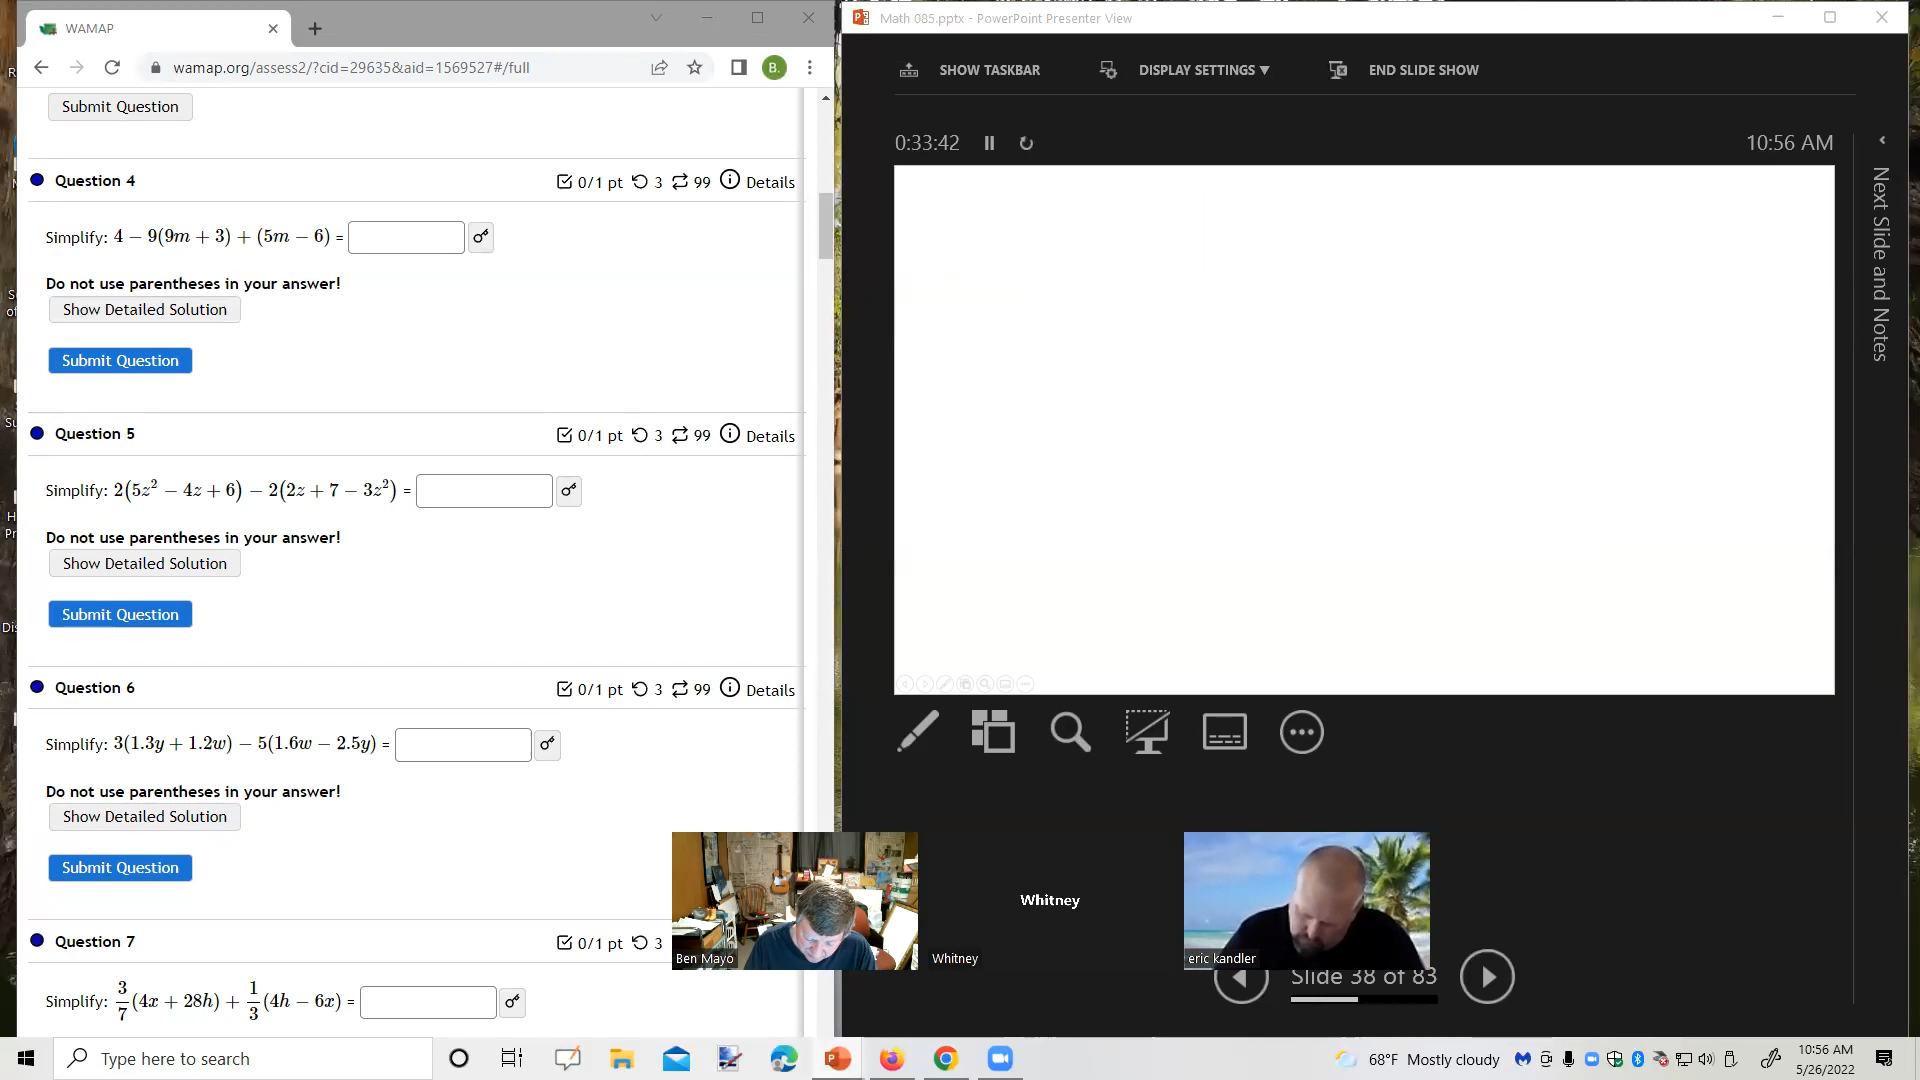 WAMAP
Math 085.pptx - PowerPoint Presenter View
wamap.org/assess2/?cid=29635&aid=1569527#/full
B.
SHOW TASKBAR
DISPLAY SETTINGS ▼
END SLIDE SHOW
Submit Question
0:33:42
10:56 AM
Next Slide and Notes
Question 4
0/1 pt 3 99 Details
Simplify: 4 − 9(9m + 3) + (5m − 6) =
Do not use parentheses in your answer!
Show Detailed Solution
Submit Question
Question 5
0/1 pt 3 99 Details
Simplify: 2(5z² − 4z + 6) − 2(2z + 7 − 3z²) =
Do not use parentheses in your answer!
Show Detailed Solution
Submit Question
Question 6
0/1 pt 3 99 Details
Simplify: 3(1.3y + 1.2w) − 5(1.6w − 2.5y) =
Do not use parentheses in your answer!
Show Detailed Solution
Submit Question
Question 7
0/1 pt 3
Simplify: 3/7(4x + 28h) + 1/3(4h − 6x) =
Whitney
Ben Mayo
Whitney
eric kandler
Slide 38 of 83
Type here to search
68°F Mostly cloudy
10:56 AM
5/26/2022